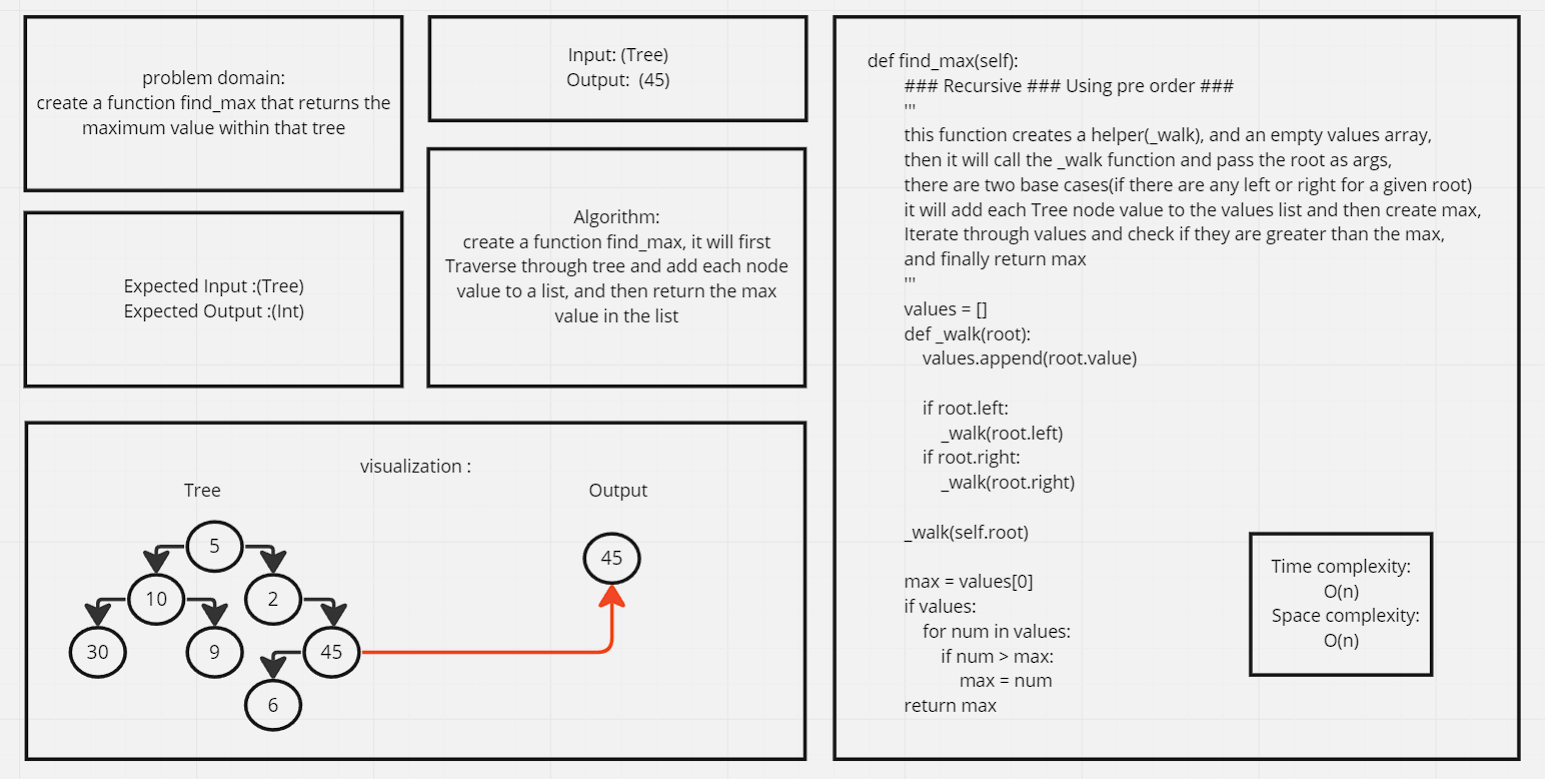 problem domain:
create a function find_max that returns the
maximum value within that tree
Input: (Tree)
Output:  (45)
Expected Input :(Tree)
Expected Output :(Int)
Algorithm:
create a function find_max, it will first
Traverse through tree and add each node
value to a list, and then return the max
value in the list
visualization :
Tree
Output
5
10
2
30
9
45
6
45
def find_max(self):
### Recursive ### Using pre order ###
'''
this function creates a helper(_walk), and an empty values array,
then it will call the _walk function and pass the root as args,
there are two base cases(if there are any left or right for a given root)
it will add each Tree node value to the values list and then create max,
Iterate through values and check if they are greater than the max,
and finally return max
'''
values = []
def _walk(root):
values.append(root.value)
if root.left:
_walk(root.left)
if root.right:
_walk(root.right)
_walk(self.root)
max = values[0]
if values:
for num in values:
if num > max:
max = num
return max
Time complexity:
O(n)
Space complexity:
O(n)